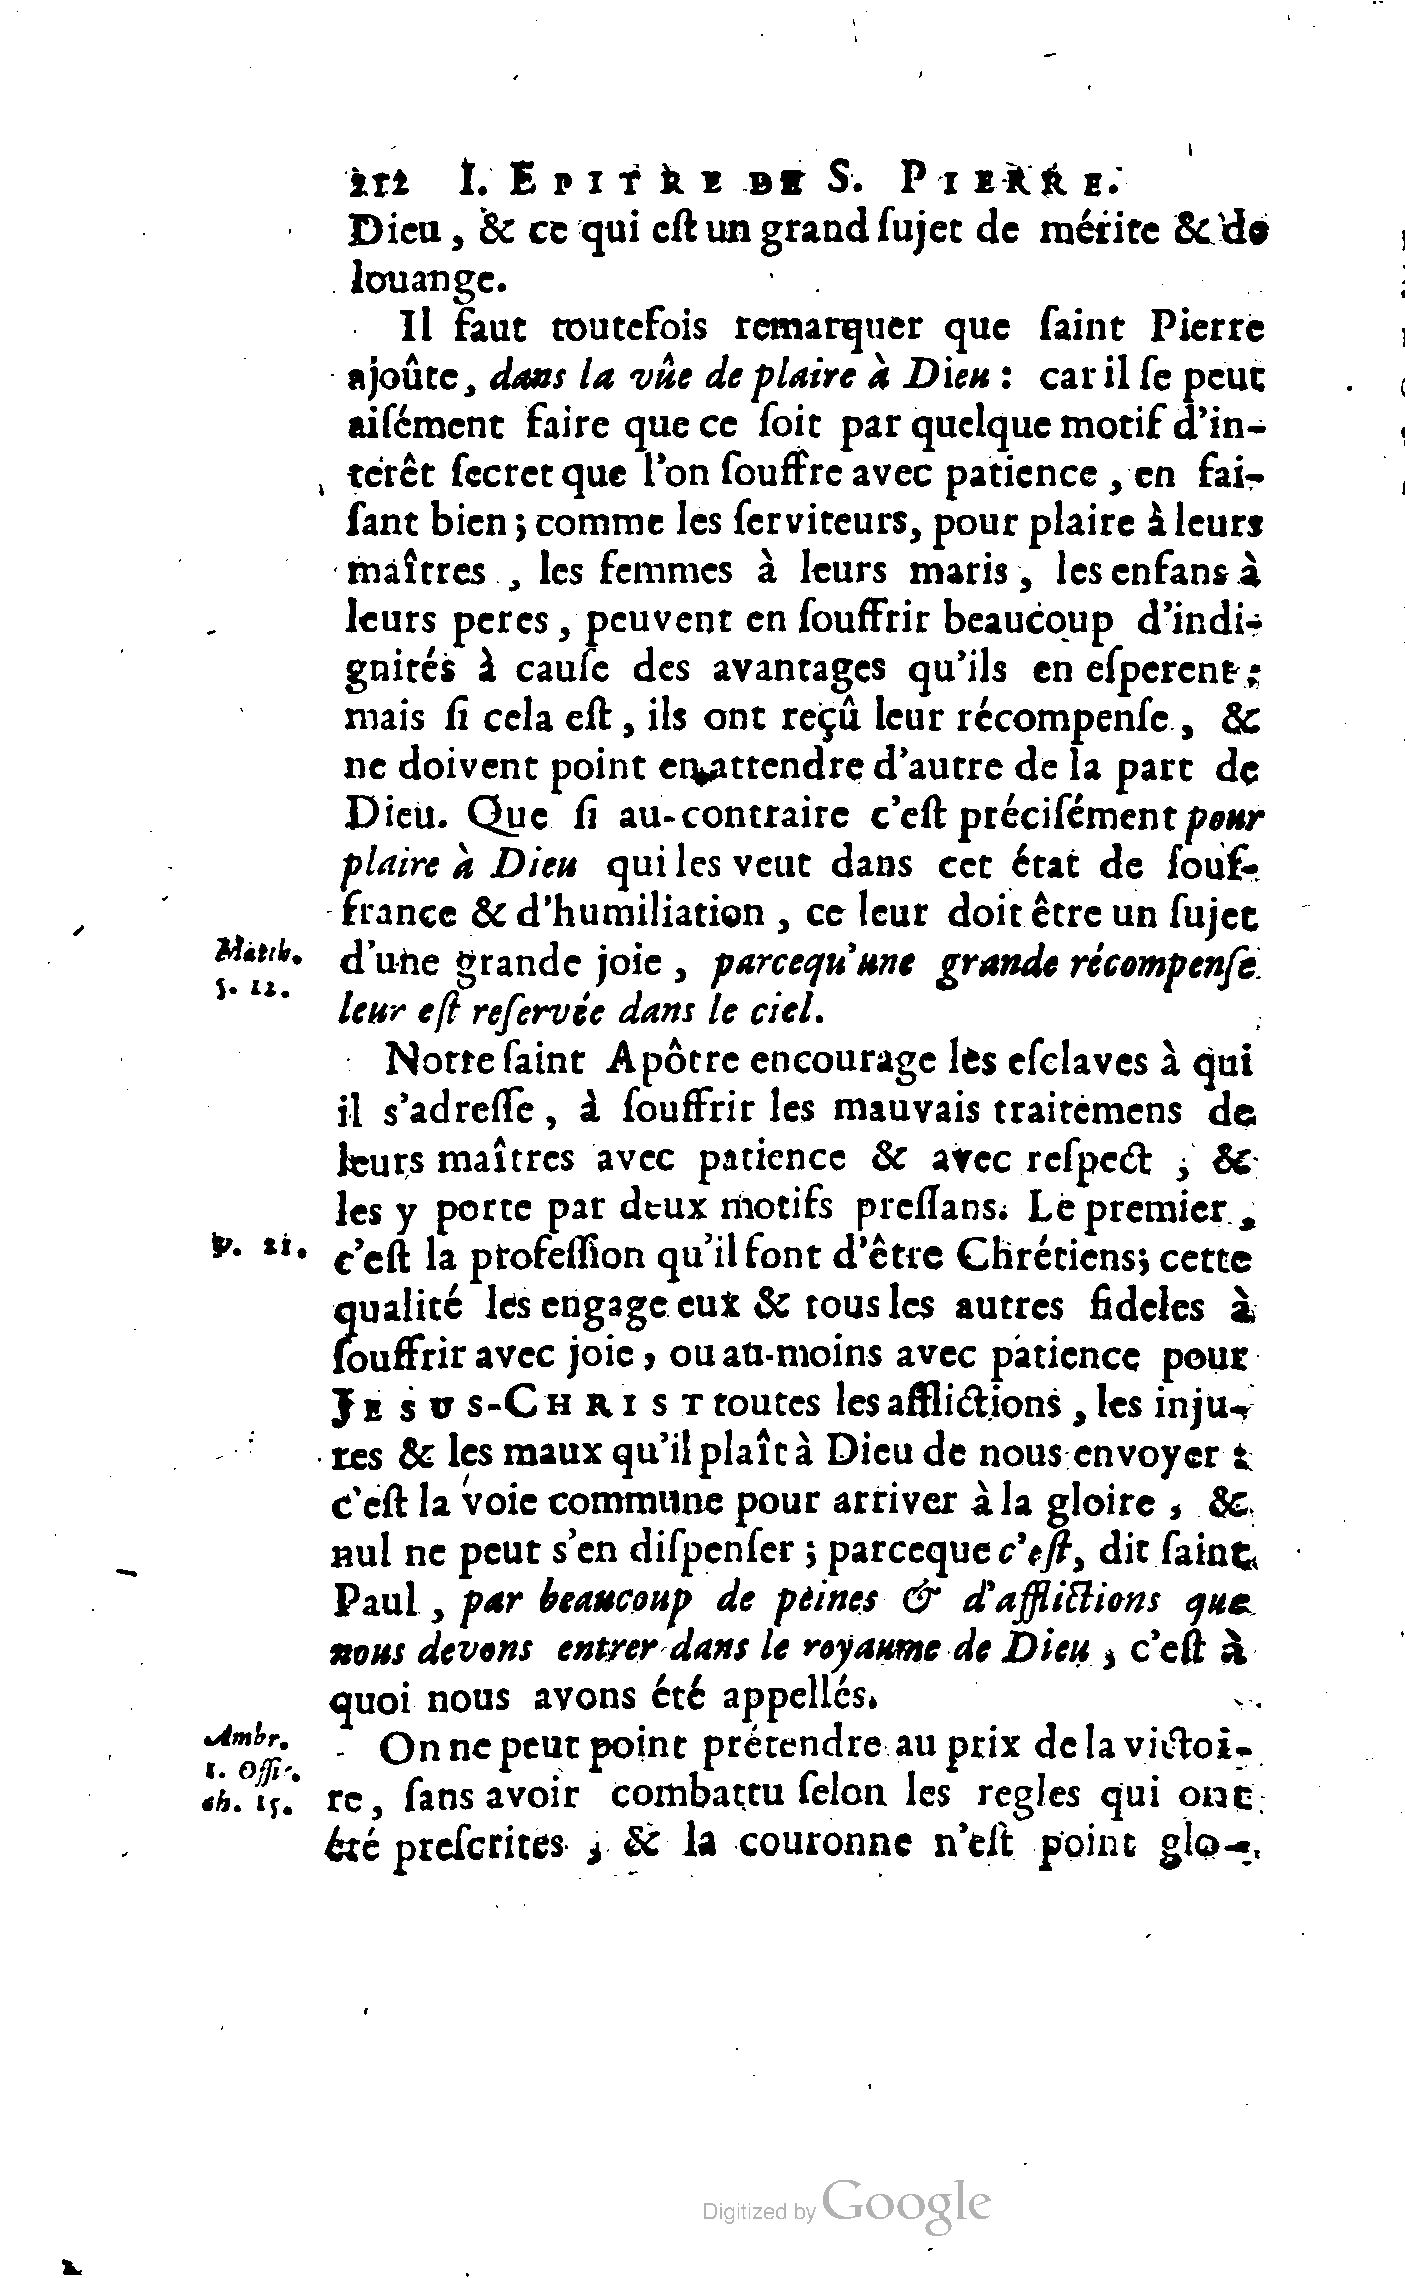 212 I. EPITRE DE S. PIERRE.
Dieu, & ce qui eſt un grand ſujet de mérite & de
louange.
Il faut toutefois remarquer que ſaint Pierre
ajoûte, dans la vûe de plaire à Dieu : car il ſe peut
aiſément faire que ce ſoit par quelque motif d'in-
térêt ſecret que l'on ſouffre avec patience, en fai-
ſant bien ; comme les ſerviteurs, pour plaire à leurs
maîtres, les femmes à leurs maris, les enfans à
leurs peres, peuvent en ſouffrir beaucoup d'indi-
gnités à cauſe des avantages qu'ils en eſperent ;
mais ſi cela eſt, ils ont reçû leur récompenſe, &
ne doivent point en attendre d'autre de la part de
Dieu. Que ſi au-contraire c'eſt préciſément pour
plaire à Dieu qui les veut dans cet état de ſouf-
france & d'humiliation, ce leur doit être un ſujet
Matth. 5. 12.
d'une grande joie, parcequ'une grande récompenſe
leur eſt reſervée dans le ciel.
Notre ſaint Apôtre encourage les eſclaves à qui
il s'adreſſe, à ſouffrir les mauvais traitemens de
leurs maîtres avec patience & avec reſpect ; &
les y porte par deux motifs preſſans. Le premier,
℣. 21.
c'eſt la profeſſion qu'il font d'être Chrétiens; cette
qualité les engage eux & tous les autres fideles à
ſouffrir avec joie, ou au-moins avec patience pour
JESUS-CHRIST toutes les afflictions, les inju-
res & les maux qu'il plaît à Dieu de nous envoyer :
c'eſt la voie commune pour arriver à la gloire, &
nul ne peut s'en diſpenſer ; parceque c'eſt, dit ſaint
Paul, par beaucoup de peines & d'afflictions que
nous devons entrer dans le royaume de Dieu, c'eſt à
quoi nous avons été appellés.
Ambr.
1. Offic.
ch. 15.
On ne peut point prétendre au prix de la victoi-
re, ſans avoir combattu ſelon les regles qui ont
été preſcrites ; & la couronne n'eſt point glo-
Digitized by Google